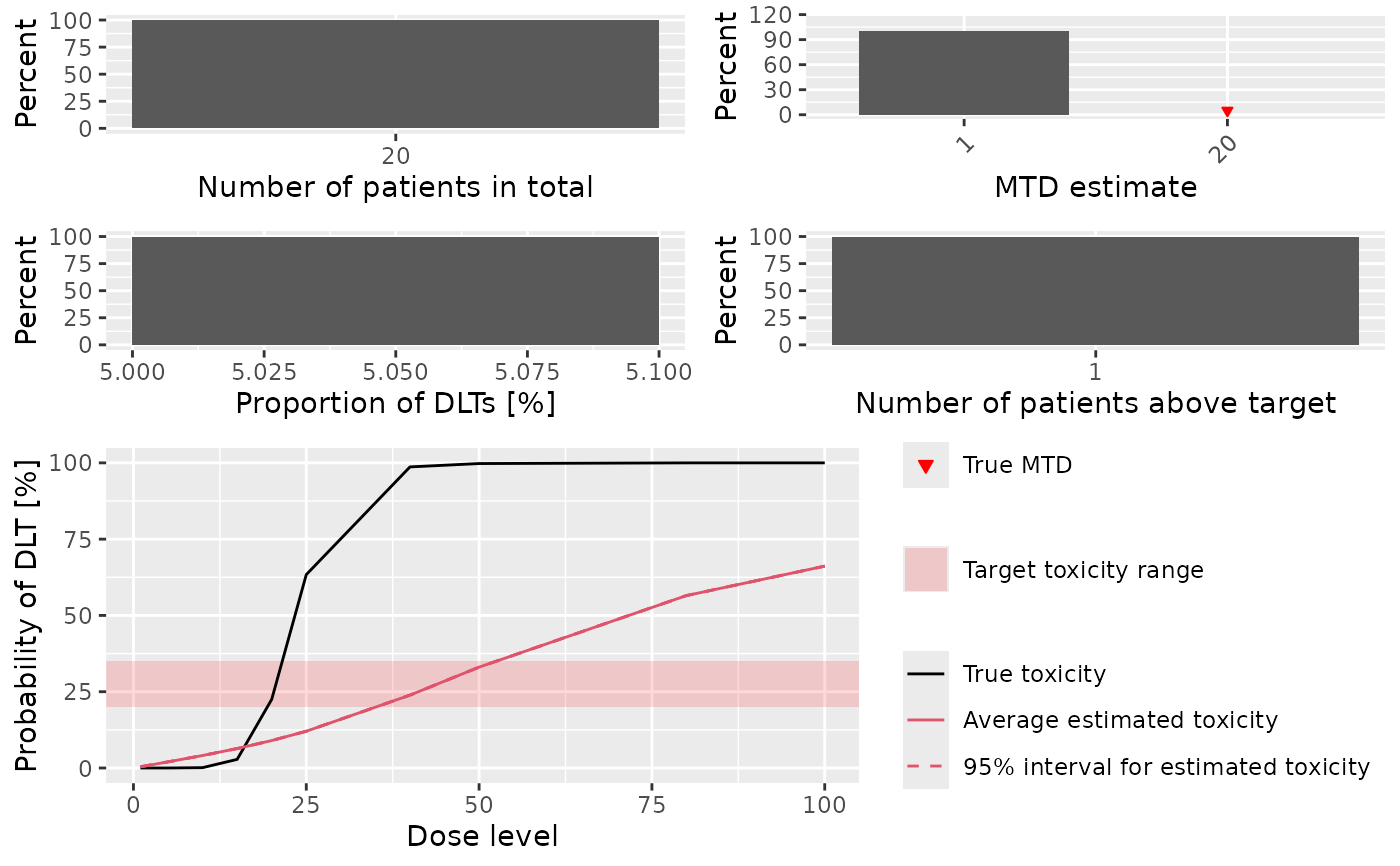 Percent
100
75
50
25
0
20
Number of patients in total
Percent
120
90
60
30
0
1
20
MTD estimate
Percent
100
75
50
25
0
5.000 5.025 5.050 5.075 5.100
Proportion of DLTs [%]
Percent
100
75
50
25
0
1
Number of patients above target
Probability of DLT [%]
100
75
50
25
0
0 25 50 75 100
Dose level
True MTD
Target toxicity range
True toxicity
Average estimated toxicity
95% interval for estimated toxicity